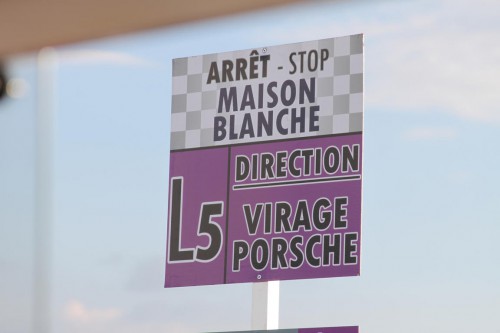 ARRÊT - STOP
MAISON
BLANCHE
L5
DIRECTION
VIRAGE
PORSCHE